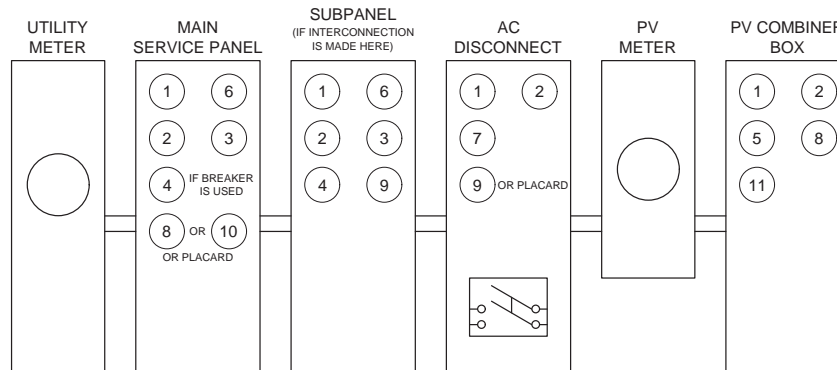 UTILITY
METER
MAIN
SERVICE PANEL
SUBPANEL
(IF INTERCONNECTION
IS MADE HERE)
AC
DISCONNECT
PV
METER
PV COMBINER
BOX
1 6
2 3
4 IF BREAKER
IS USED
8 OR 10
OR PLACARD
1 6
2 3
4 9
1 2
7
9 OR PLACARD
1 2
5 8
11